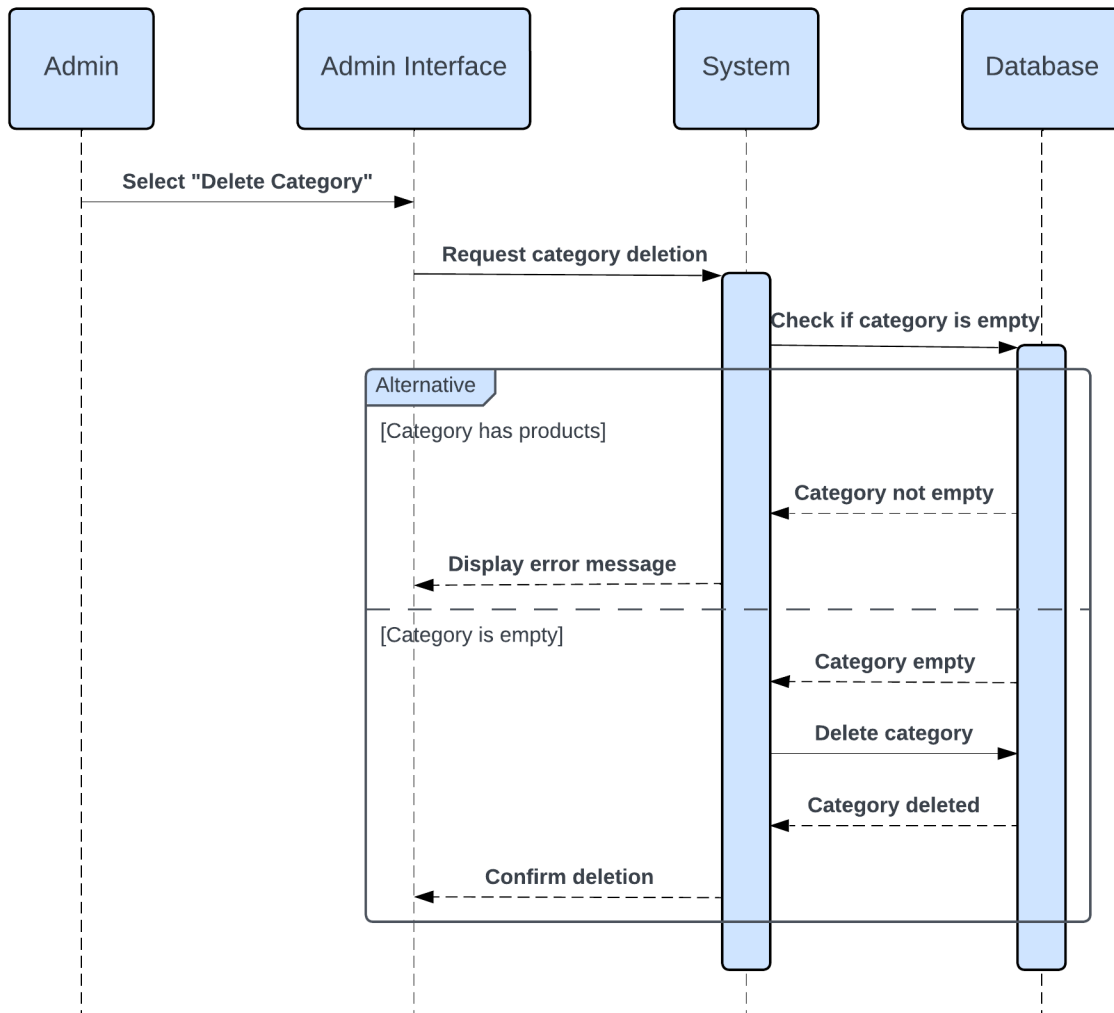 Admin
Admin Interface
System
Database
Select "Delete Category"
Request category deletion
Check if category is empty
Alternative
[Category has products]
Category not empty
Display error message
[Category is empty]
Category empty
Delete category
Category deleted
Confirm deletion